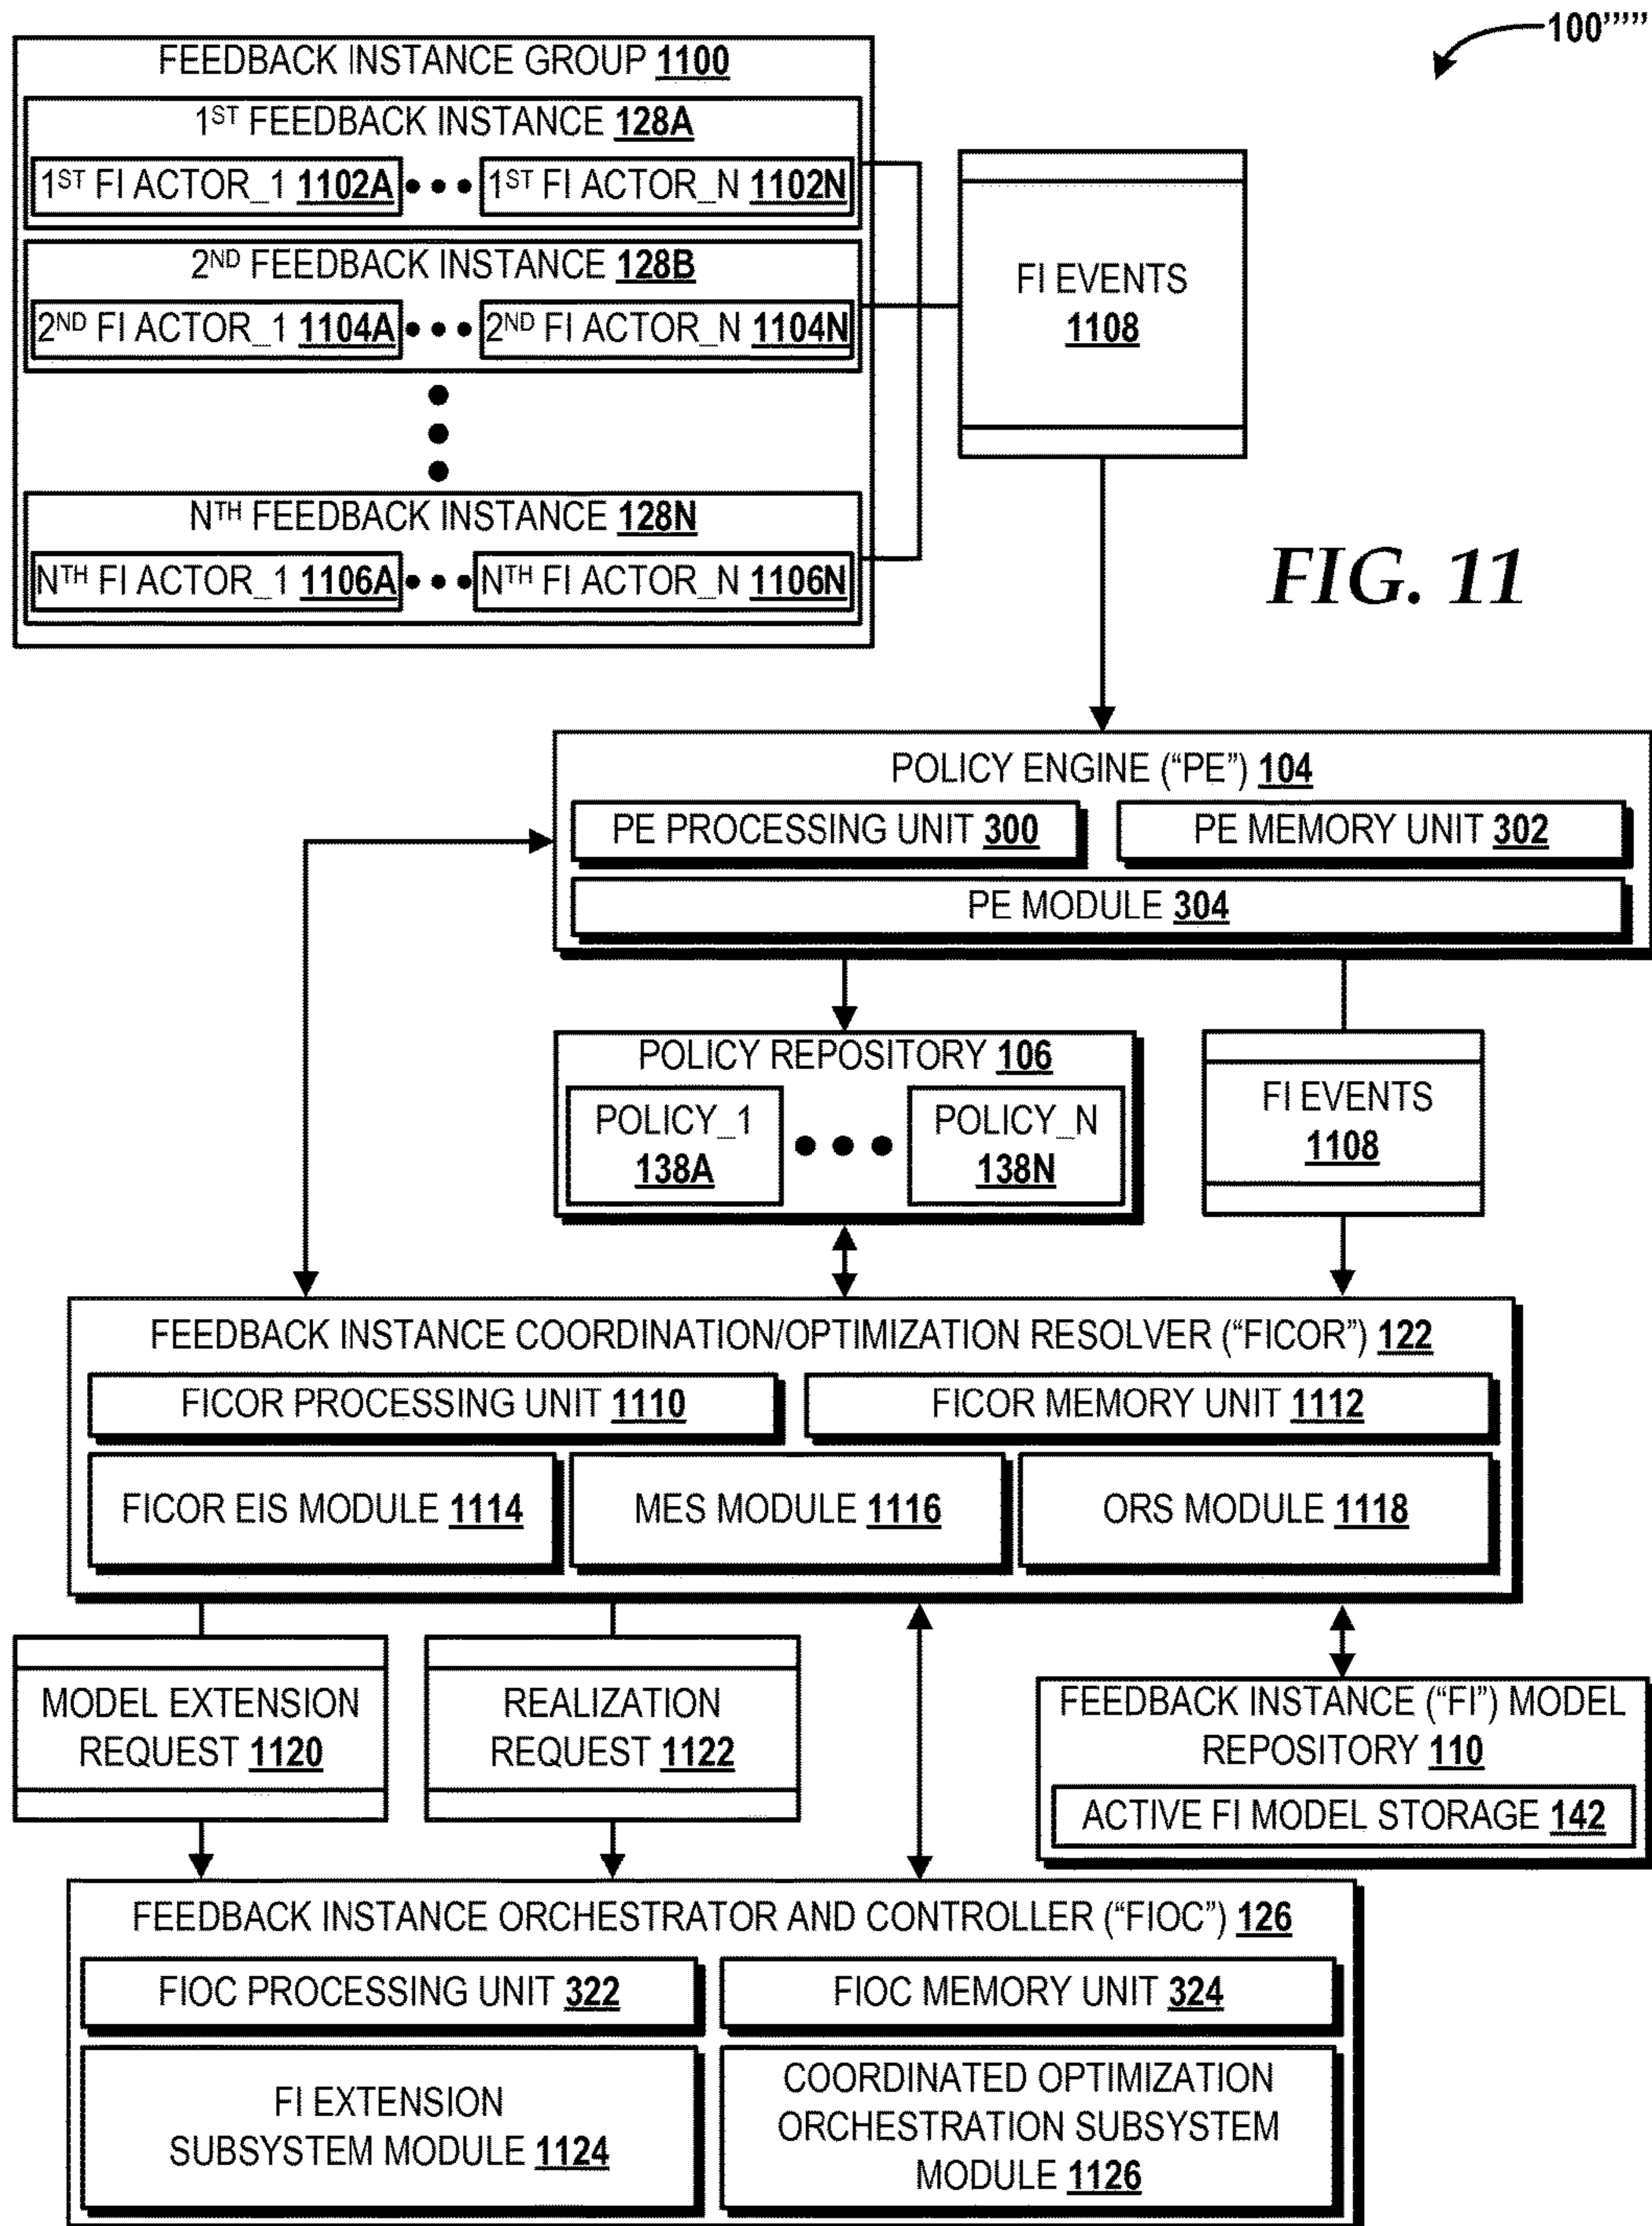 100’’’’’
FEEDBACK INSTANCE GROUP 1100
1ST FEEDBACK INSTANCE 128A
1ST FI ACTOR_1 1102A ••• 1ST FI ACTOR_N 1102N
2ND FEEDBACK INSTANCE 128B
2ND FI ACTOR_1 1104A ••• 2ND FI ACTOR_N 1104N
NTH FEEDBACK INSTANCE 128N
NTH FI ACTOR_1 1106A ••• NTH FI ACTOR_N 1106N
FI EVENTS
1108
FIG. 11
POLICY ENGINE (“PE”) 104
PE PROCESSING UNIT 300
PE MEMORY UNIT 302
PE MODULE 304
POLICY REPOSITORY 106
POLICY_1
138A
•••
POLICY_N
138N
FI EVENTS
1108
FEEDBACK INSTANCE COORDINATION/OPTIMIZATION RESOLVER (“FICOR”) 122
FICOR PROCESSING UNIT 1110
FICOR MEMORY UNIT 1112
FICOR EIS MODULE 1114
MES MODULE 1116
ORS MODULE 1118
MODEL EXTENSION
REQUEST 1120
REALIZATION
REQUEST 1122
FEEDBACK INSTANCE (“FI”) MODEL
REPOSITORY 110
ACTIVE FI MODEL STORAGE 142
FEEDBACK INSTANCE ORCHESTRATOR AND CONTROLLER (“FIOC”) 126
FIOC PROCESSING UNIT 322
FIOC MEMORY UNIT 324
FI EXTENSION
SUBSYSTEM MODULE 1124
COORDINATED OPTIMIZATION
ORCHESTRATION SUBSYSTEM
MODULE 1126